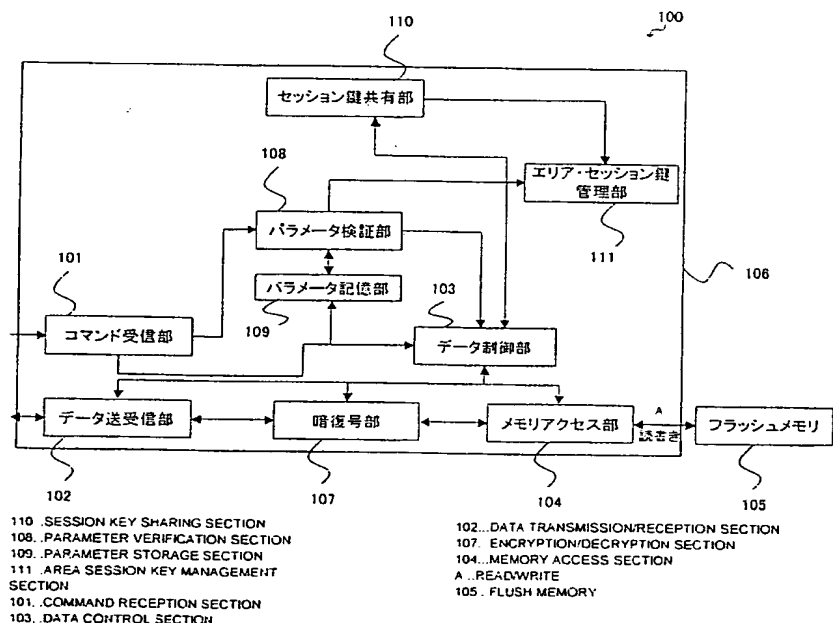 110
100
セッション鍵共有部
108
エリア・セッション鍵
管理部
パラメータ検証部
111
106
101
パラメータ記憶部
103
109
コマンド受信部
データ制御部
データ送受信部
暗復号部
メモリアクセス部
A
読書き
フラッシュメモリ
102
107
104
105
110 .SESSION KEY SHARING SECTION
108. .PARAMETER VERIFICATION SECTION
109. .PARAMETER STORAGE SECTION
111 .AREA SESSION KEY MANAGEMENT
SECTION
101. .COMMAND RECEPTION SECTION
103. DATA CONTROL SECTION
102...DATA TRANSMISSION/RECEPTION SECTION
107. ENCRYPTION/DECRYPTION SECTION
104...MEMORY ACCESS SECTION
A ..READ/WRITE
105 . FLUSH MEMORY